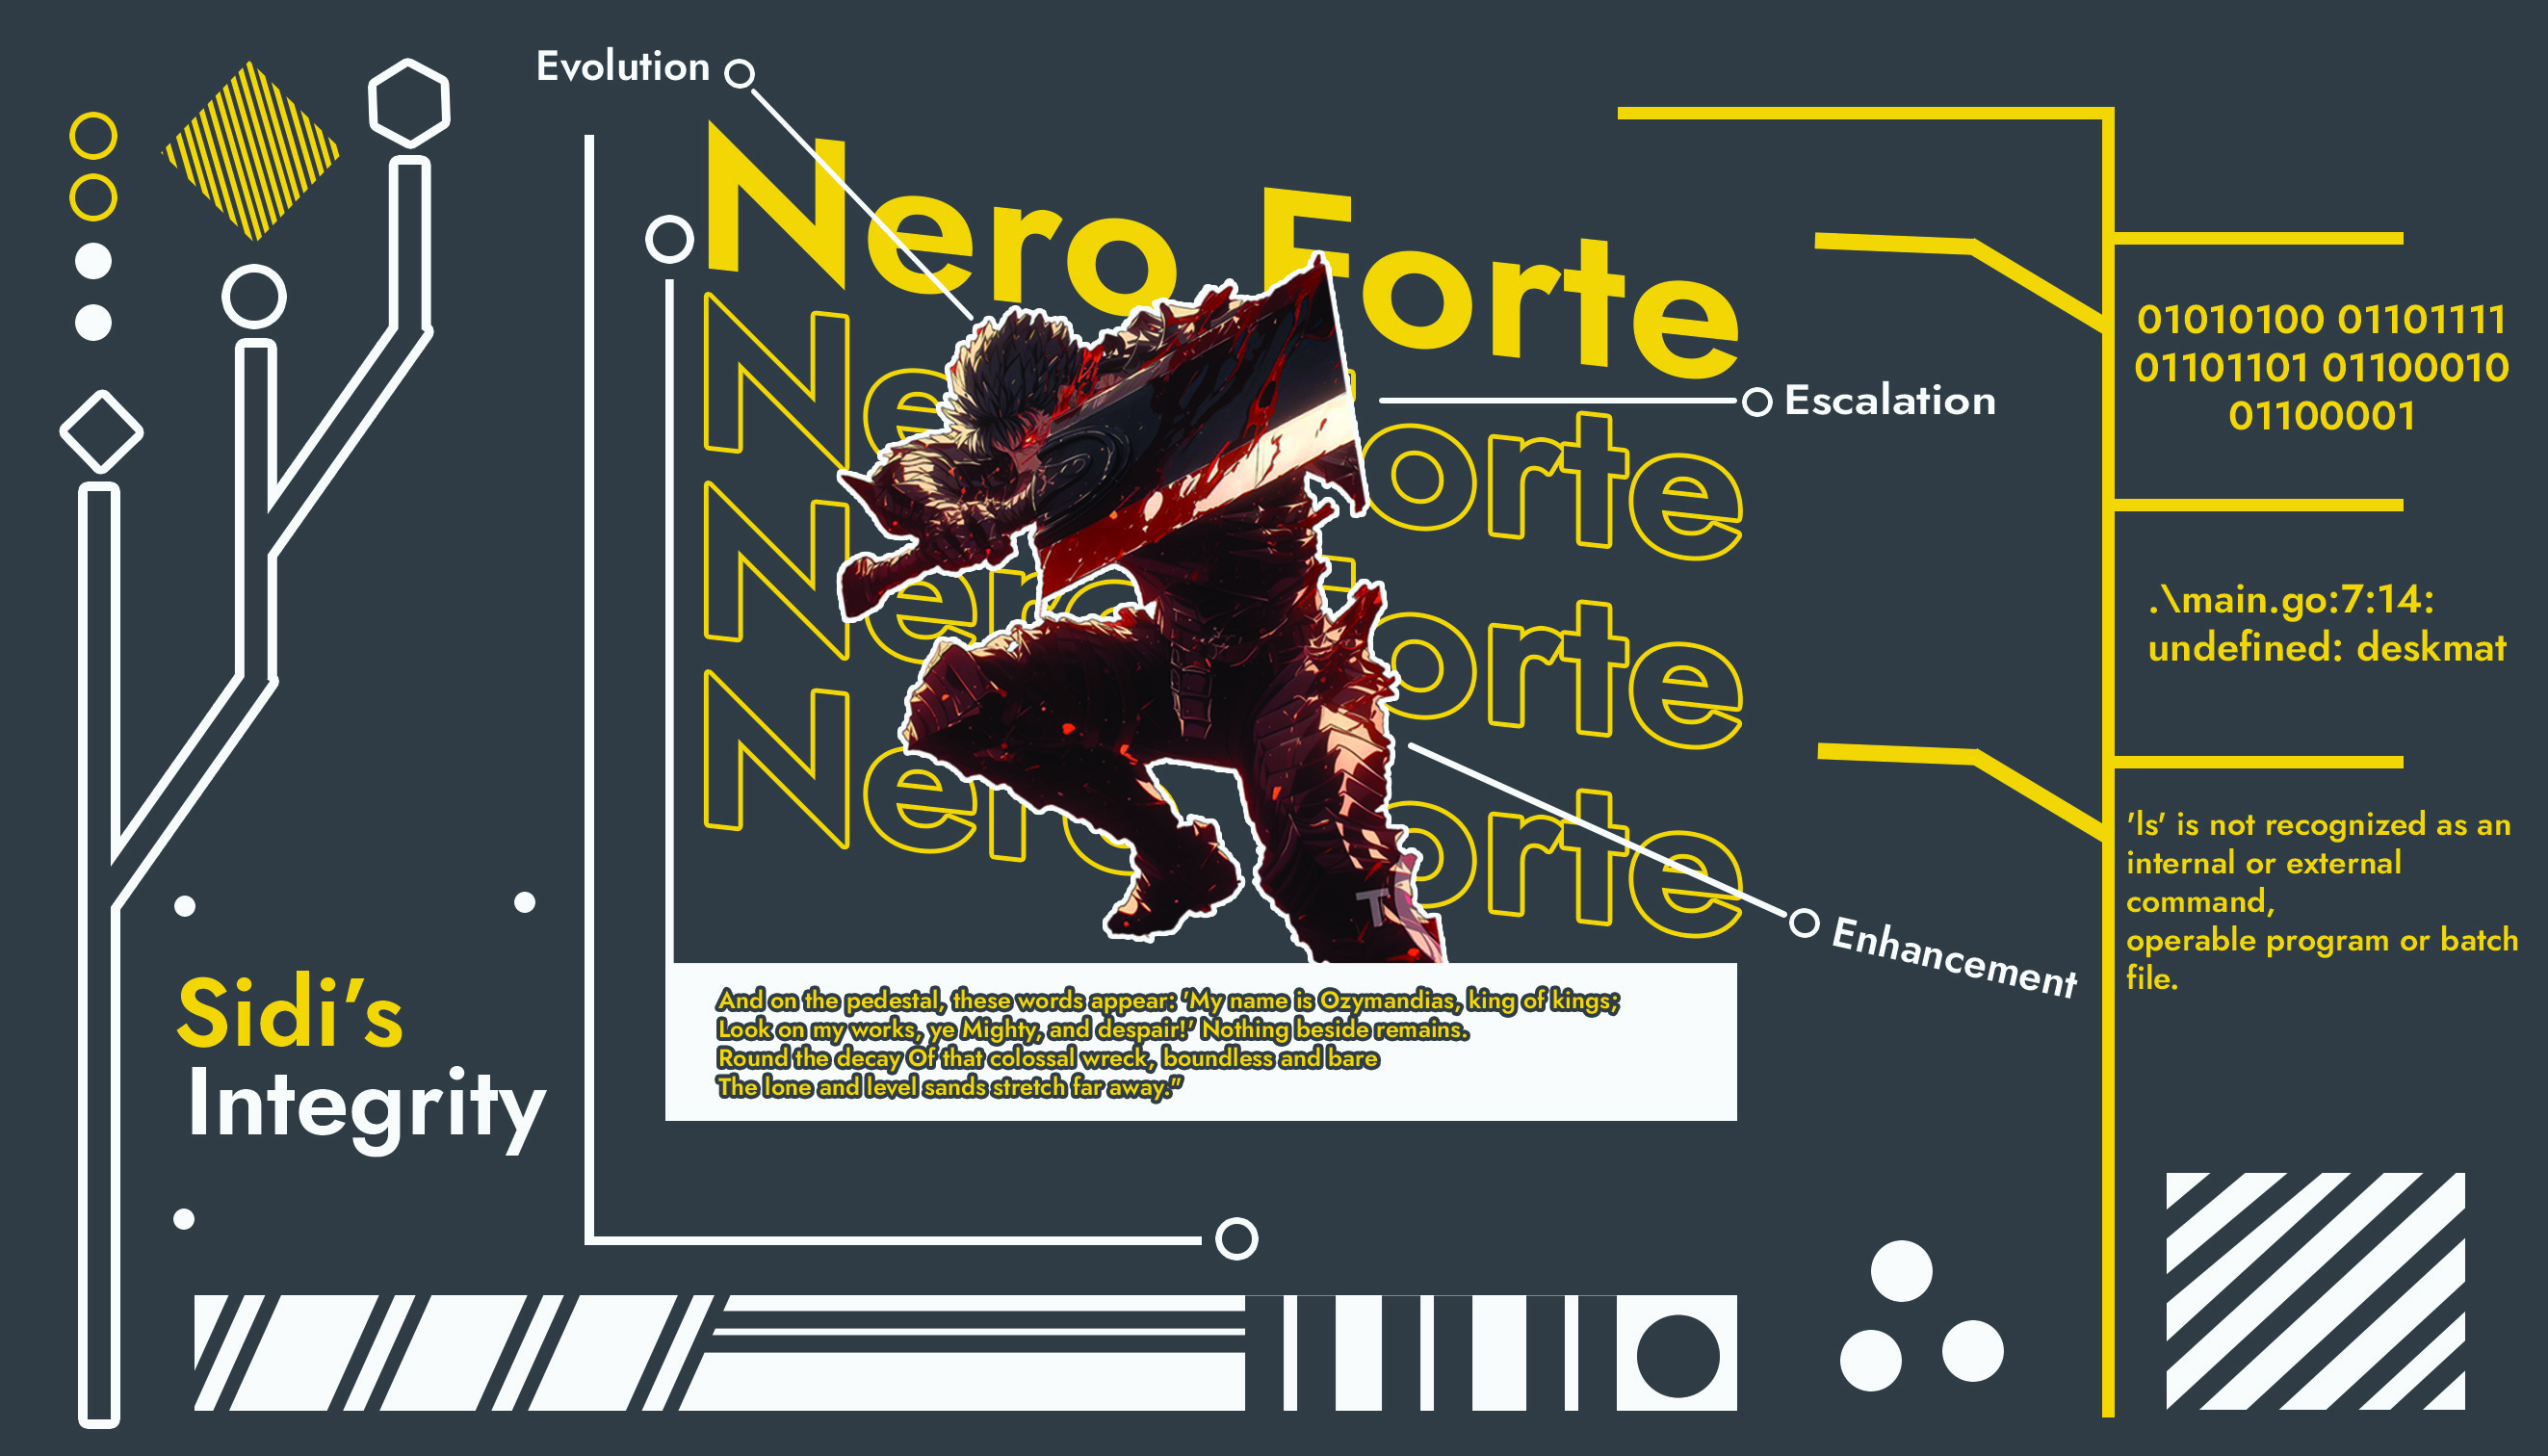 Evolution
Nero Forte
Nero Forte
Nero Forte
Nero Forte
Escalation
Enhancement
And on the pedestal, these words appear: 'My name is Ozymandias, king of kings;
Look on my works, ye Mighty, and despair!' Nothing beside remains.
Round the decay Of that colossal wreck, boundless and bare
The lone and level sands stretch far away."
Sidi's
Integrity
01010100 01101111
01101101 01100010
01100001
.\main.go:7:14:
undefined: deskmat
'ls' is not recognized as an
internal or external
command,
operable program or batch
file.